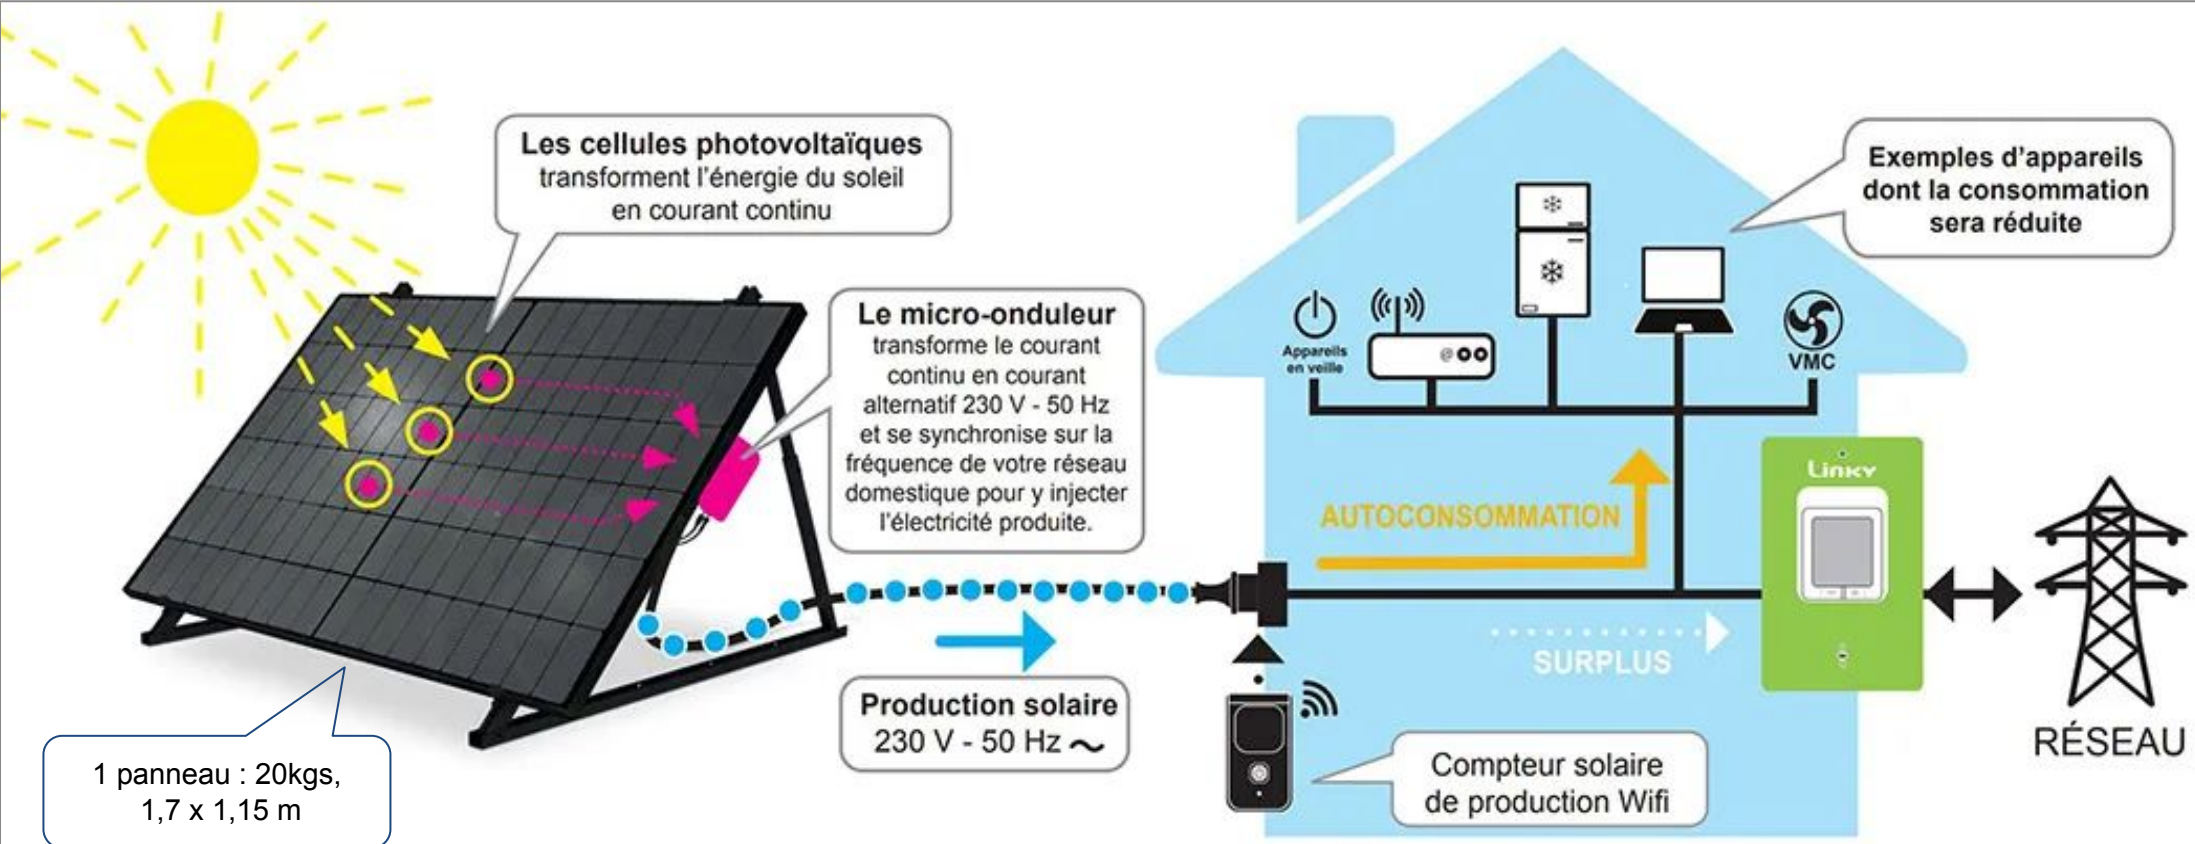 Les cellules photovoltaïques
transforment l'énergie du soleil
en courant continu
Le micro-onduleur
transforme le courant
continu en courant
alternatif 230 V - 50 Hz
et se synchronise sur la
fréquence de votre réseau
domestique pour y injecter
l'électricité produite.
1 panneau : 20kgs,
1,7 x 1,15 m
Production solaire
230 V - 50 Hz ~
Exemples d'appareils
dont la consommation
sera réduite
Appareils
en veille
@
VMC
AUTOCONSOMMATION
SURPLUS
Linky
RÉSEAU
Compteur solaire
de production Wifi